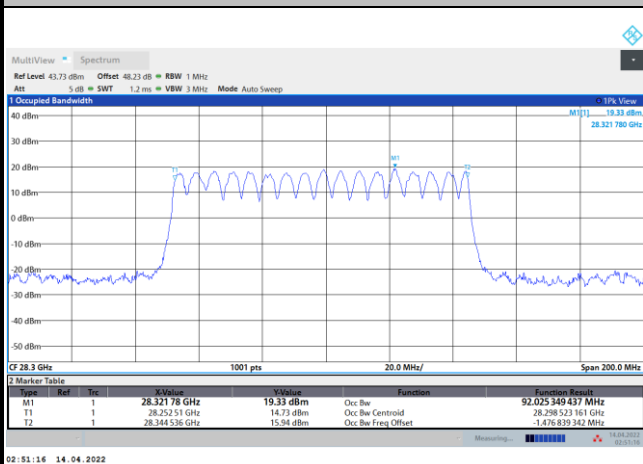 MultiView Spectrum
Ref Level 43.73 dBm Offset 48.23 dB RBW 1 MHz
Att 5 dB SWT 1.2 ms VBW 3 MHz Mode Auto Sweep
1 Occupied Bandwidth 1Pk View
M1[1] 19.33 dBm
28.321 780 GHz
40 dBm
30 dBm
20 dBm
10 dBm
0 dBm
-10 dBm
-20 dBm
-30 dBm
-40 dBm
-50 dBm
T1
M1
T2
CF 28.3 GHz 1001 pts 20.0 MHz/ Span 200.0 MHz
2 Marker Table
Type Ref Trc X-Value Y-Value Function Function Result
M1 1 28.321 78 GHz 19.33 dBm Occ Bw 92.025 349 437 MHz
T1 1 28.252 51 GHz 14.73 dBm Occ Bw Centroid 28.298 523 161 GHz
T2 1 28.344 536 GHz 15.94 dBm Occ Bw Freq Offset -1.476 839 342 MHz
Measuring... 14.04.2022
02:51:16
02:51:16 14.04.2022